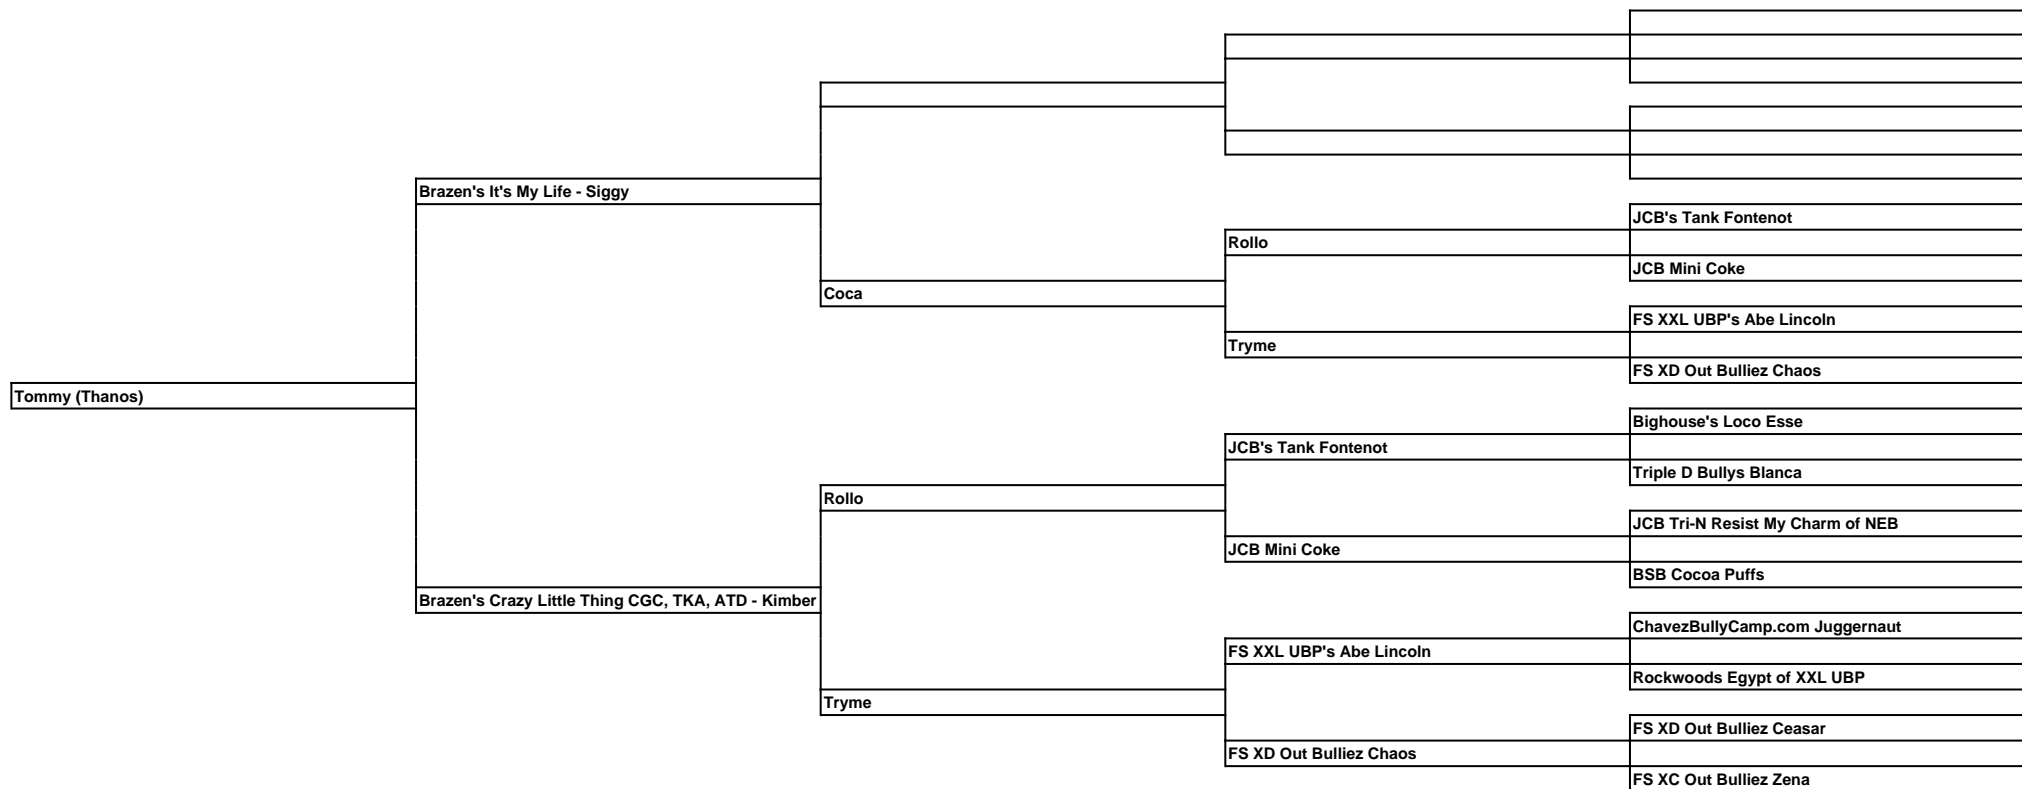 Brazen's It's My Life - Siggy
JCB's Tank Fontenot
Rollo
JCB Mini Coke
Coca
FS XXL UBP's Abe Lincoln
Tryme
FS XD Out Bulliez Chaos
Tommy (Thanos)
Bighouse's Loco Esse
JCB's Tank Fontenot
Triple D Bullys Blanca
Rollo
JCB Tri-N Resist My Charm of NEB
JCB Mini Coke
BSB Cocoa Puffs
Brazen's Crazy Little Thing CGC, TKA, ATD - Kimber
ChavezBullyCamp.com Juggernaut
FS XXL UBP's Abe Lincoln
Rockwoods Egypt of XXL UBP
Tryme
FS XD Out Bulliez Ceasar
FS XD Out Bulliez Chaos
FS XC Out Bulliez Zena